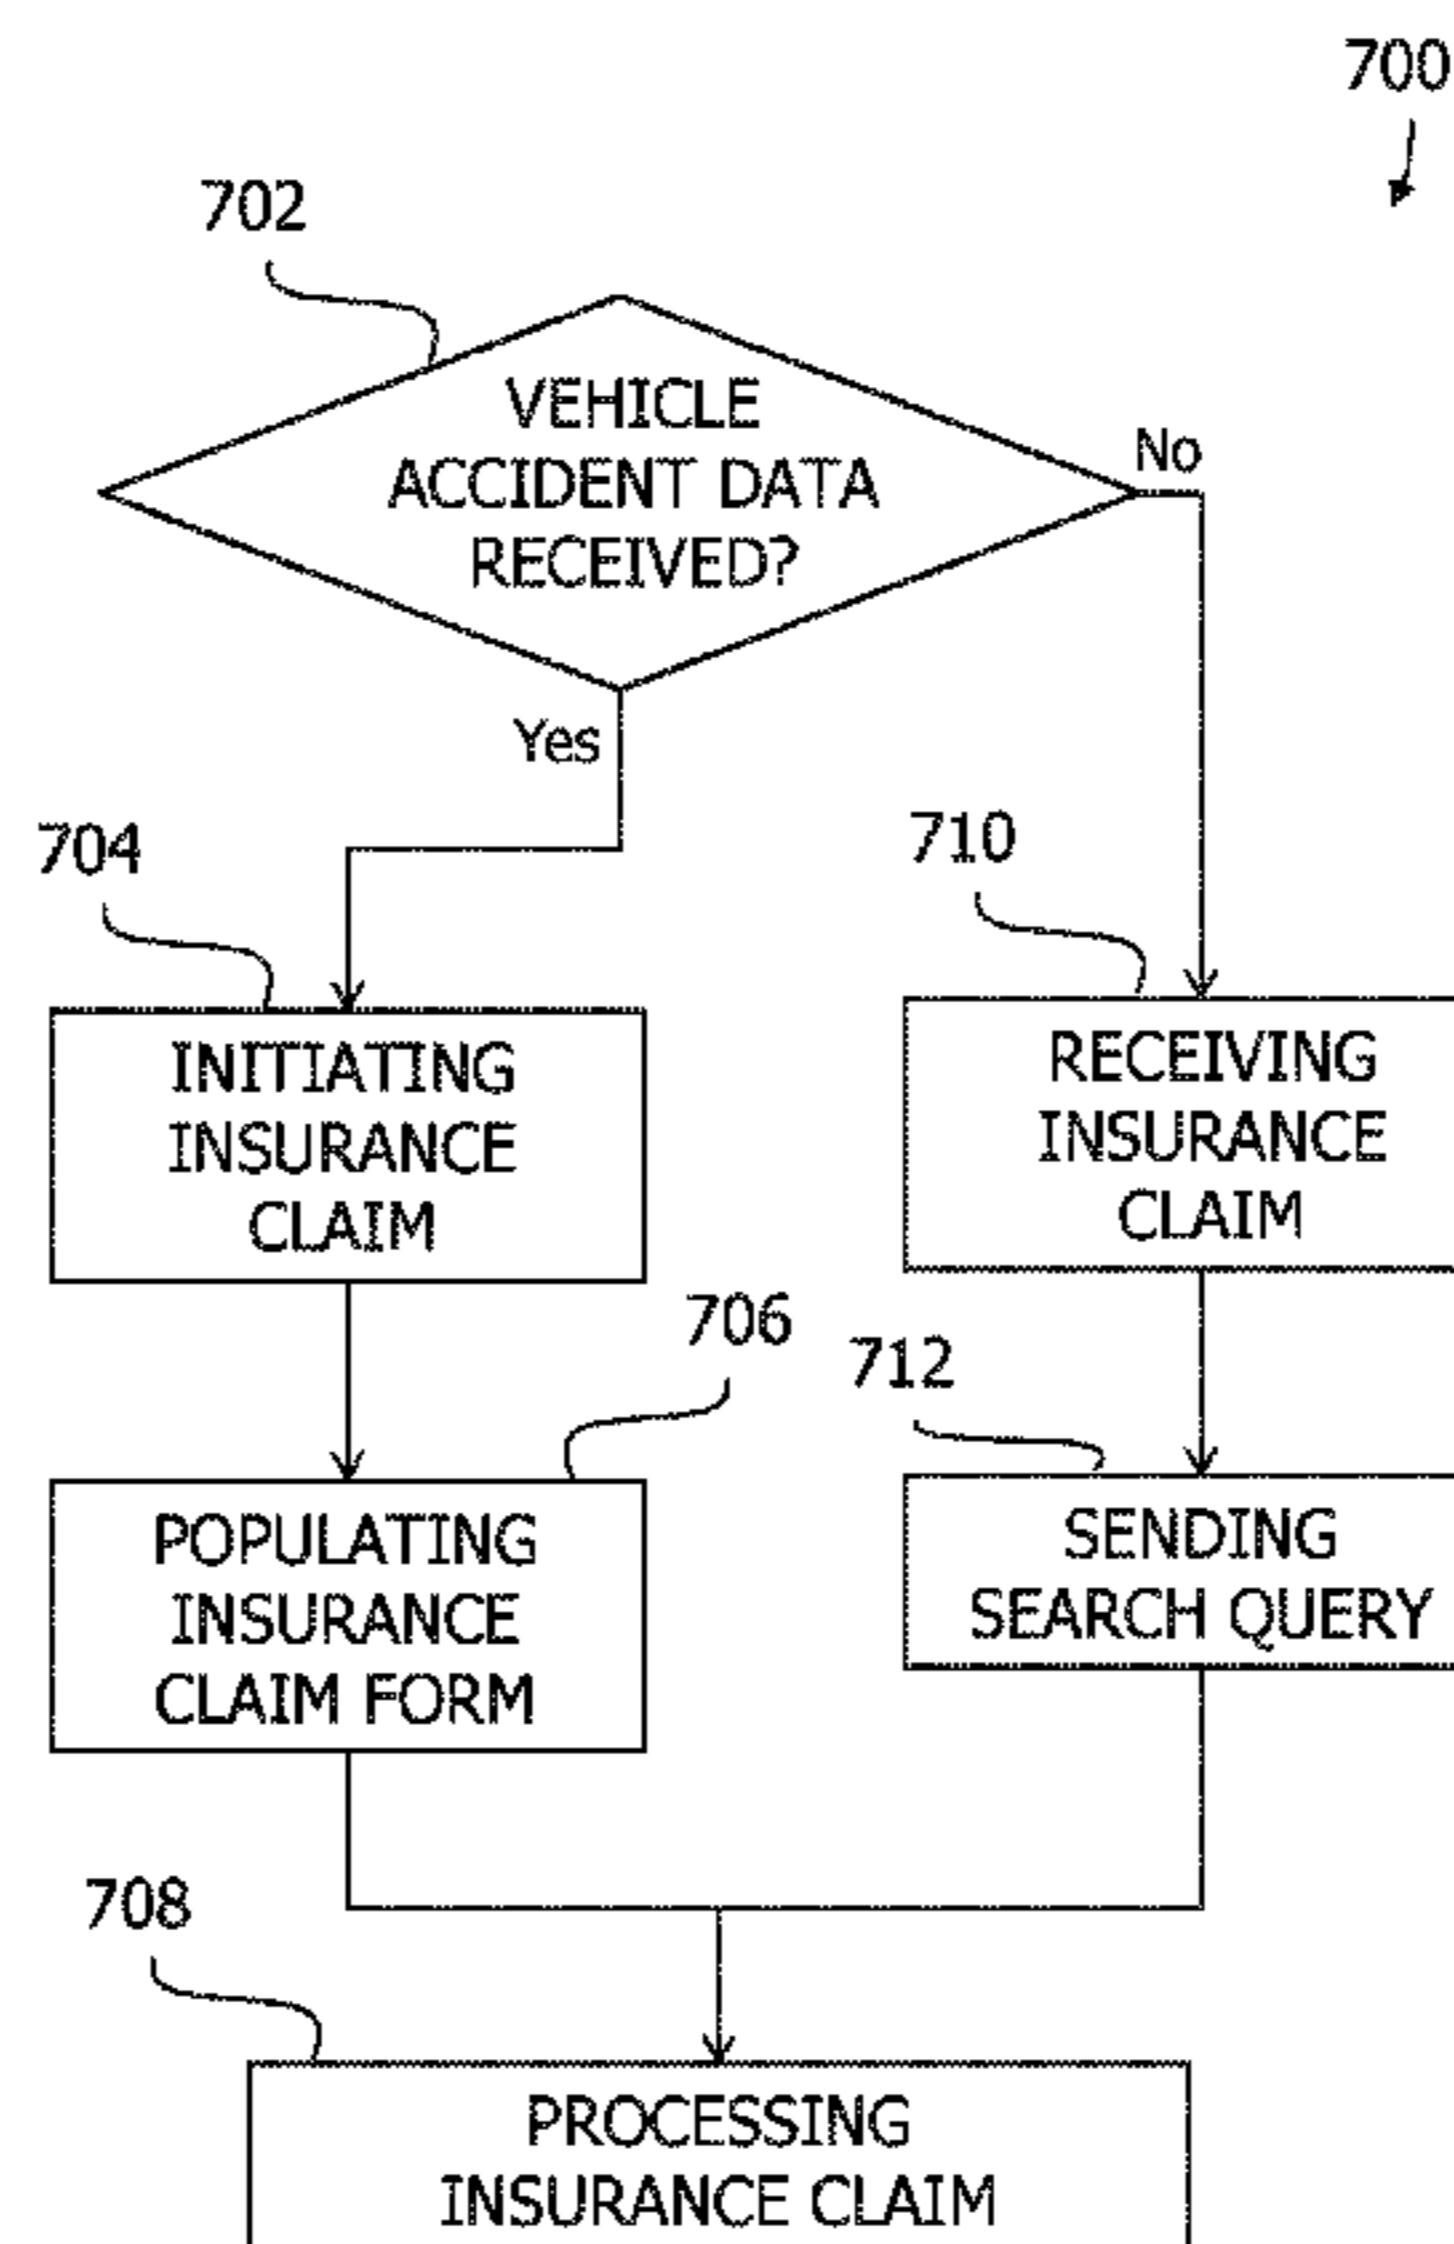 700
702
VEHICLE
ACCIDENT DATA
RECEIVED?
No
Yes
704
INITIATING
INSURANCE
CLAIM
710
RECEIVING
INSURANCE
CLAIM
706
POPULATING
INSURANCE
CLAIM FORM
712
SENDING
SEARCH QUERY
708
PROCESSING
INSURANCE CLAIM